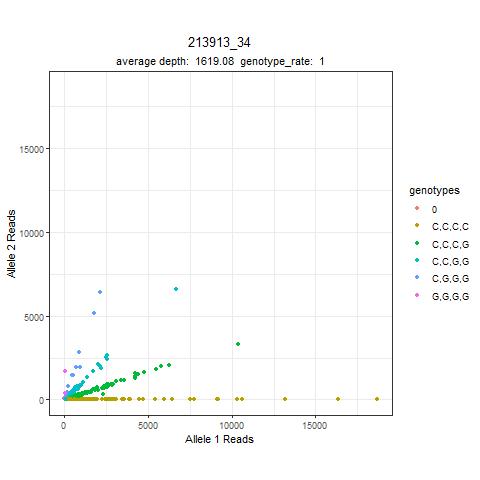 213913_34
average depth:  1619.08  genotype_rate:  1
Allele 2 Reads
15000
10000
5000
0
0
5000
10000
15000
Allele 1 Reads
genotypes
0
C,C,C,C
C,C,C,G
C,C,G,G
C,G,G,G
G,G,G,G